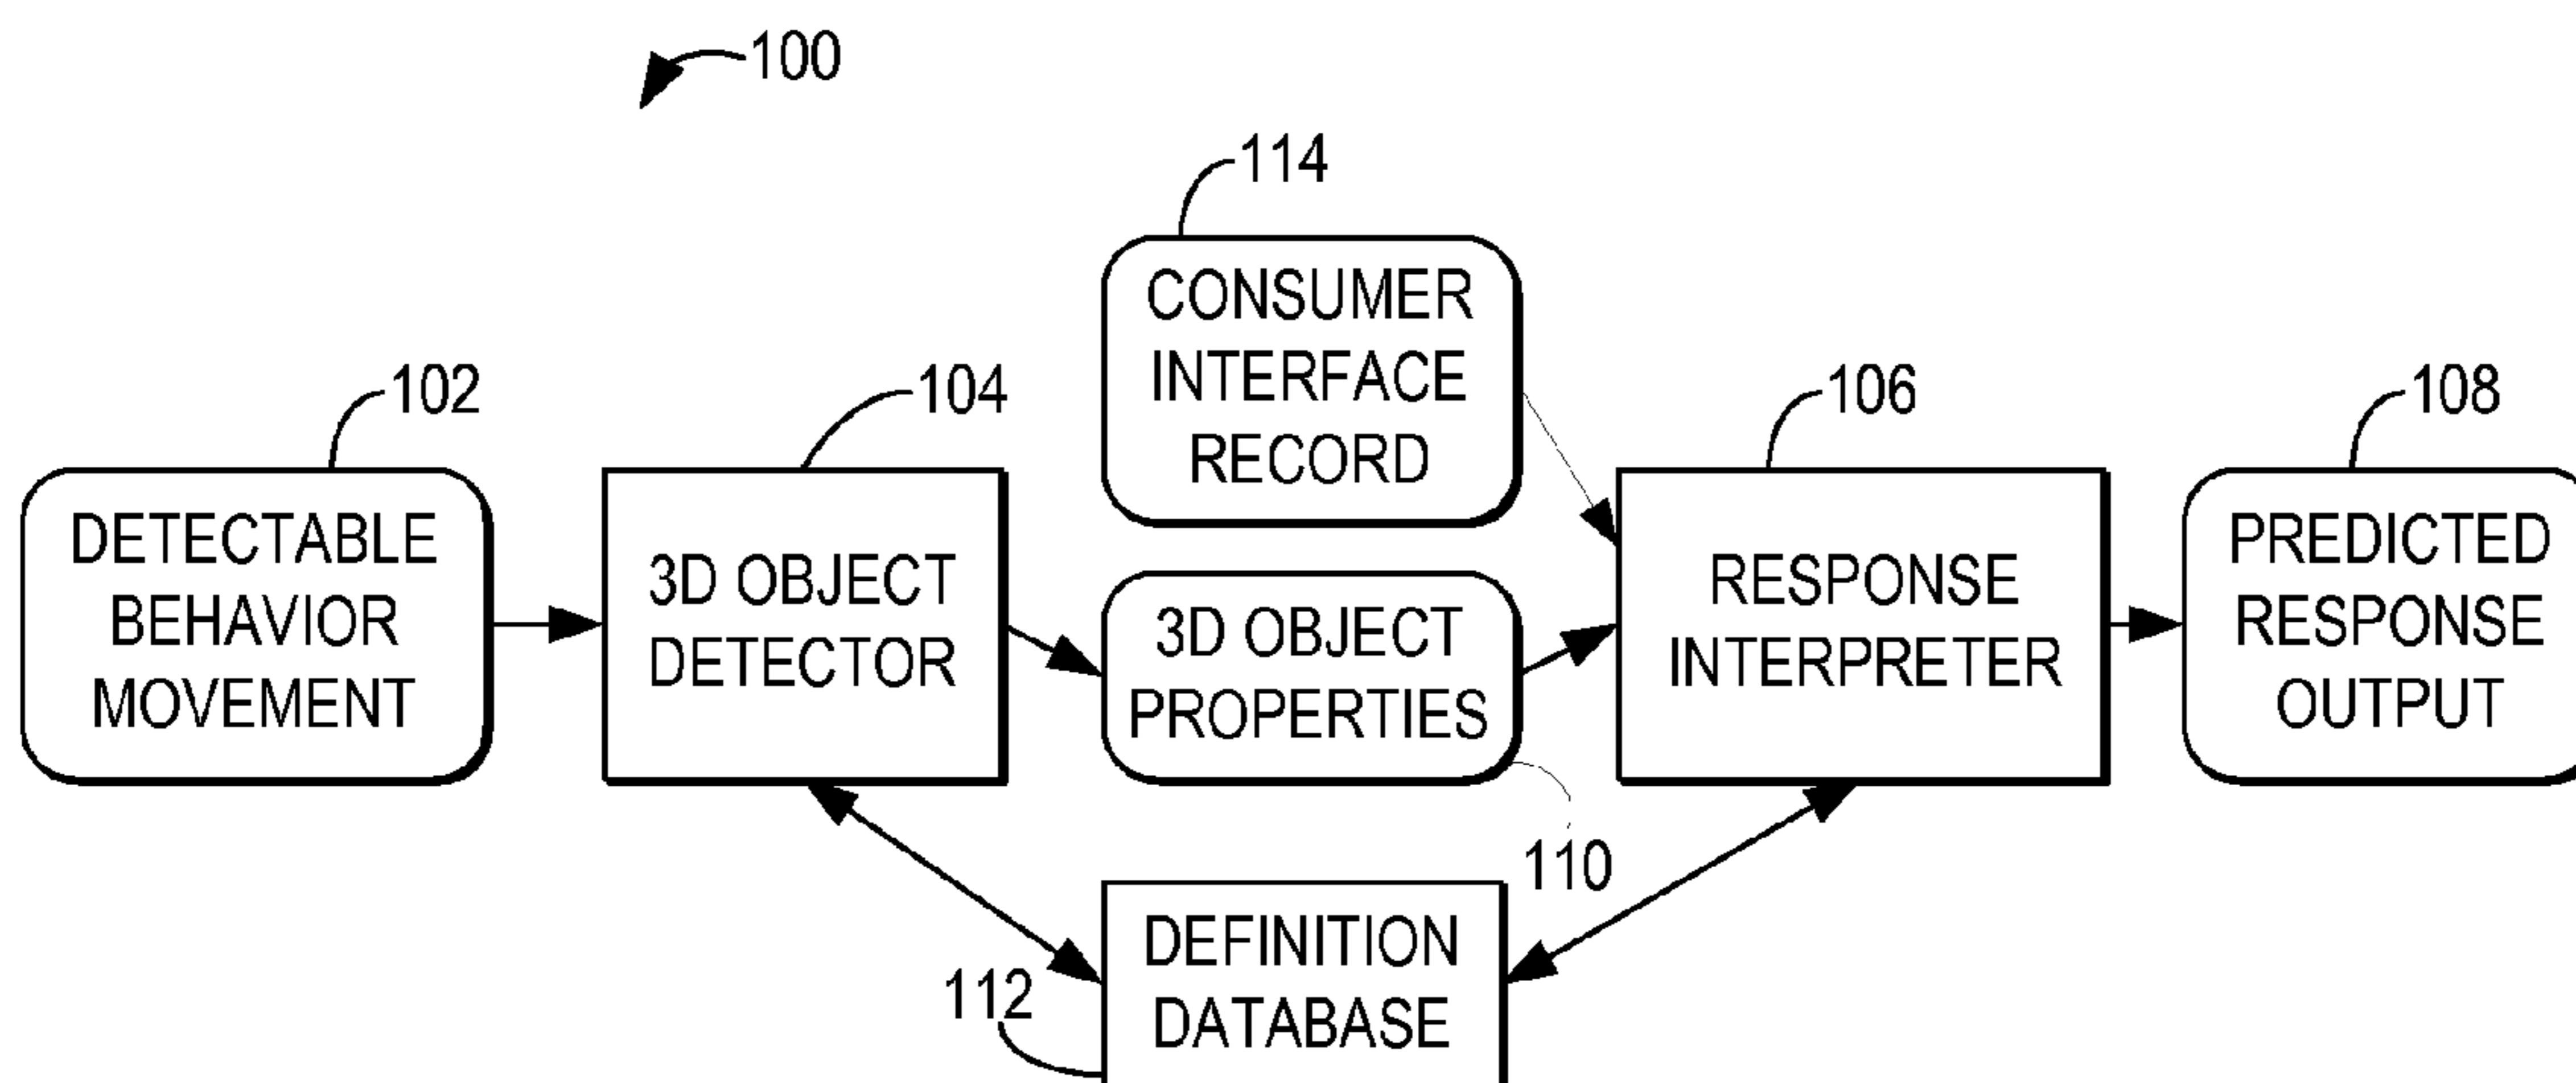 100
114
CONSUMER
INTERFACE
RECORD
102
104
106
108
DETECTABLE
BEHAVIOR
MOVEMENT
3D OBJECT
DETECTOR
3D OBJECT
PROPERTIES
RESPONSE
INTERPRETER
PREDICTED
RESPONSE
OUTPUT
110
112
DEFINITION
DATABASE